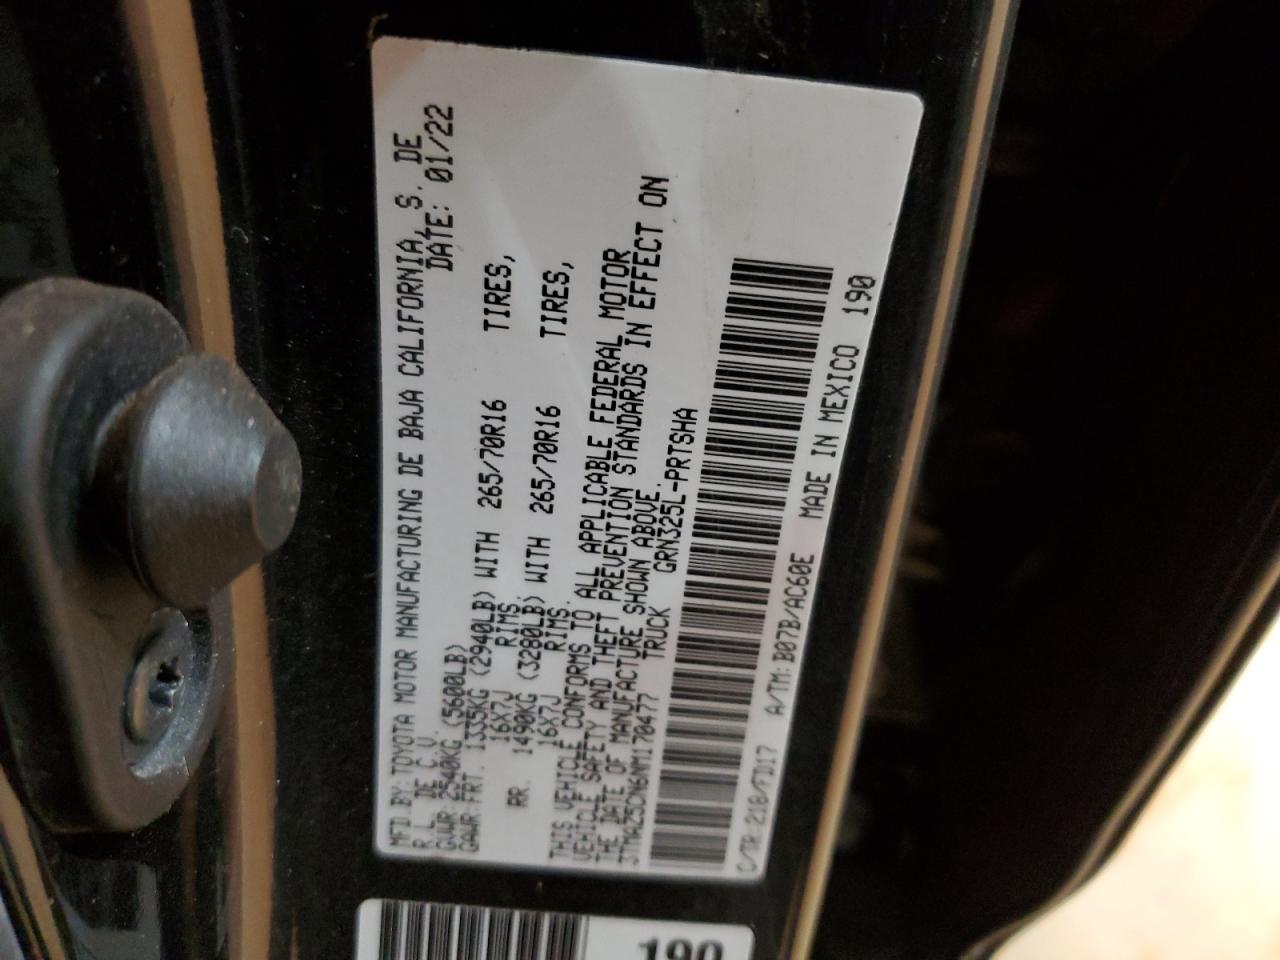 MFD.BY: TOYOTA MOTOR MANUFACTURING DE BAJA CALIFORNIA, S. DE
R.L. DE C.V. DATE: 01/22
GVWR: 2540KG (5600LB)
GAWR: FRT. 1335KG (2940LB) WITH 265/70R16 TIRES,
16X7J RIMS,
RR. 1490KG (3280LB) WITH 265/70R16 TIRES,
16X7J RIMS.
THIS VEHICLE CONFORMS TO ALL APPLICABLE FEDERAL MOTOR
VEHICLE SAFETY AND THEFT PREVENTION STANDARDS IN EFFECT ON
THE DATE OF MANUFACTURE SHOWN ABOVE.
3TMAZ5CN6NM170477 TRUCK GRN325L-PRTSHA
C/TR: 218/FD17 A/TM: B07B/AC60E MADE IN MEXICO 190
190